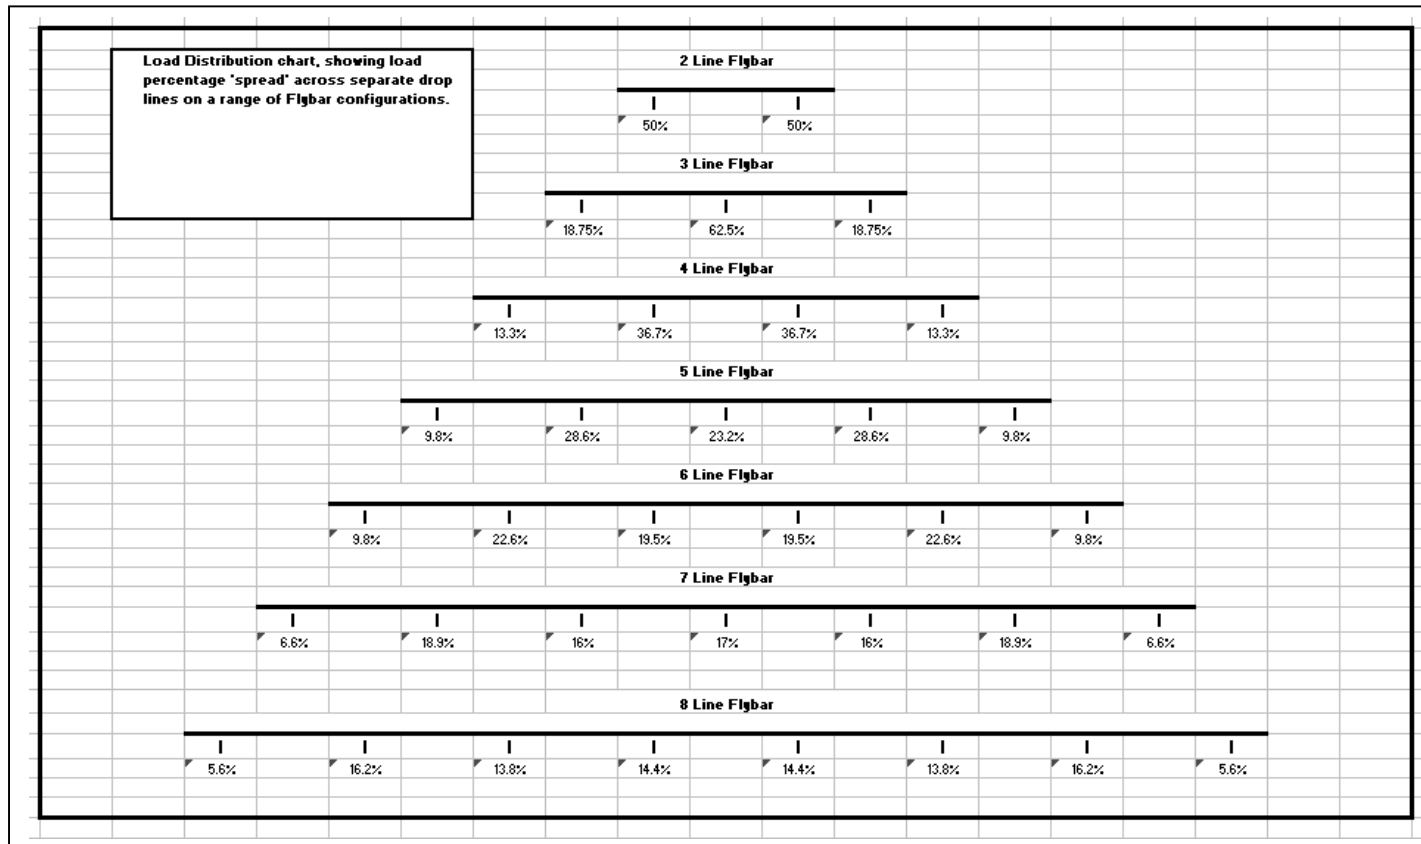 Load Distribution chart, showing load
percentage 'spread' across separate drop
lines on a range of Flybar configurations.
2 Line Flybar
50% 50%
3 Line Flybar
18.75% 62.5% 18.75%
4 Line Flybar
13.3% 36.7% 36.7% 13.3%
5 Line Flybar
9.8% 28.6% 23.2% 28.6% 9.8%
6 Line Flybar
9.8% 22.6% 19.5% 19.5% 22.6% 9.8%
7 Line Flybar
6.6% 18.9% 16% 17% 16% 18.9% 6.6%
8 Line Flybar
5.6% 16.2% 13.8% 14.4% 14.4% 13.8% 16.2% 5.6%